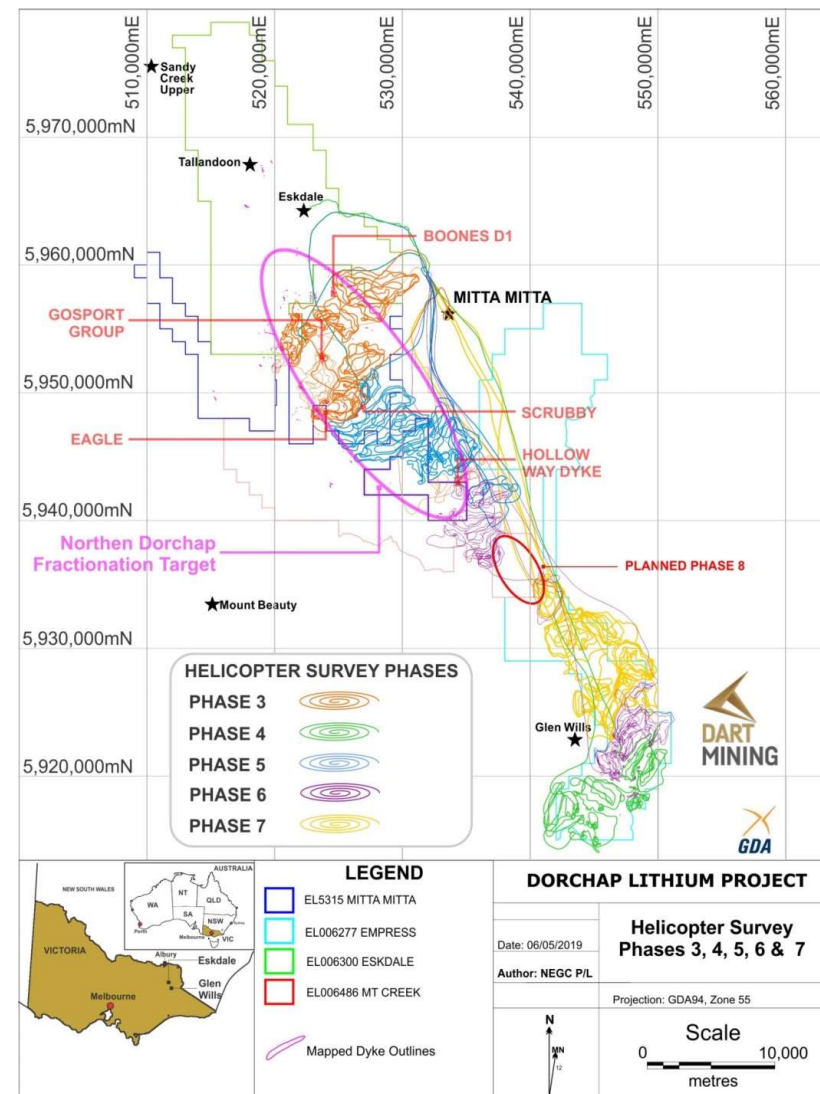 510,000mE
520,000mE
530,000mE
540,000mE
550,000mE
560,000mE
Sandy
Creek
Upper
5,970,000mN
Tallandoon
Eskdale
5,960,000mN
BOONES D1
MITTA MITTA
GOSPORT
GROUP
5,950,000mN
SCRUBBY
EAGLE
HOLLOW
WAY DYKE
5,940,000mN
Northen Dorchap
Fractionation Target
PLANNED PHASE 8
Mount Beauty
5,930,000mN
HELICOPTER SURVEY PHASES
PHASE 3
PHASE 4
PHASE 5
PHASE 6
PHASE 7
Glen Wills
DART
MINING
5,920,000mN
GDA
NEW SOUTH WALES
AUSTRALIA
WA
NT
QLD
SA
NSW
Sydney
Perth
Melbourne
VIC
VICTORIA
Albury
Eskdale
Glen
Wills
Melbourne
LEGEND
EL5315 MITTA MITTA
EL006277 EMPRESS
EL006300 ESKDALE
EL006486 MT CREEK
Mapped Dyke Outlines
DORCHAP LITHIUM PROJECT
Date: 06/05/2019
Author: NEGC P/L
Helicopter Survey
Phases 3, 4, 5, 6 & 7
Projection: GDA94, Zone 55
N
MN
12
Scale
0 10,000
metres